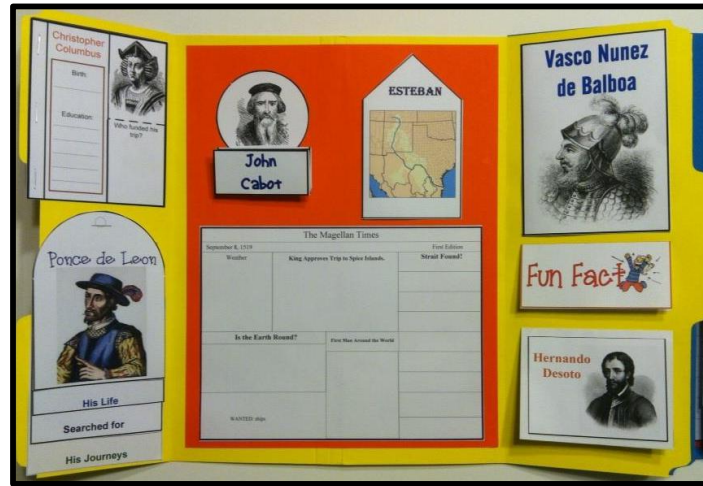 Christopher
Columbus
Birth
Education
Who funded his
trip?
Ponce de Leon
His Life
Searched for
His Journeys
John
Cabot
ESTEBAN
The Magellan Times
September 8, 1519
First Edition
Weather
King Approves Trip to Spice Islands.
Strait Found!
Is the Earth Round?
First Man Around the World
WANTED: ships
Vasco Nunez
de Balboa
Fun Fact
Hernando
Desoto